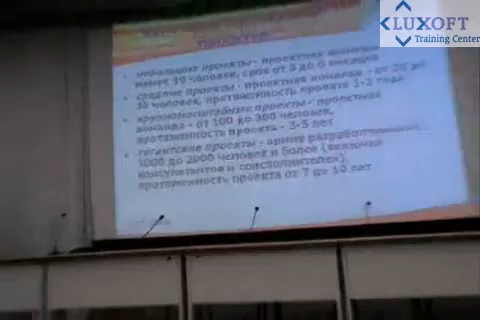 LUXOFT
Training Center
проектов
• небольшие проекты - проектная команда
менее 10 человек, срок от 3 до 6 месяцев
• средние проекты - проектная команда - от 20 до
30 человек, протяженность проекта 1-2 года
• крупномасштабные проекты - проектная
команда - от 100 до 300 человек,
протяженность проекта - 3-5 лет
• гигантские проекты - армия разработчиков
1000 до 2000 человек и более (включая
консультантов и соисполнителей),
протяженность проекта от 7 до 10 лет